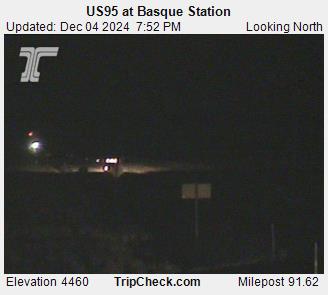 US95 at Basque Station
Updated: Dec 04 2024 7:52 PM Looking North
Elevation 4460 TripCheck.com Milepost 91.62